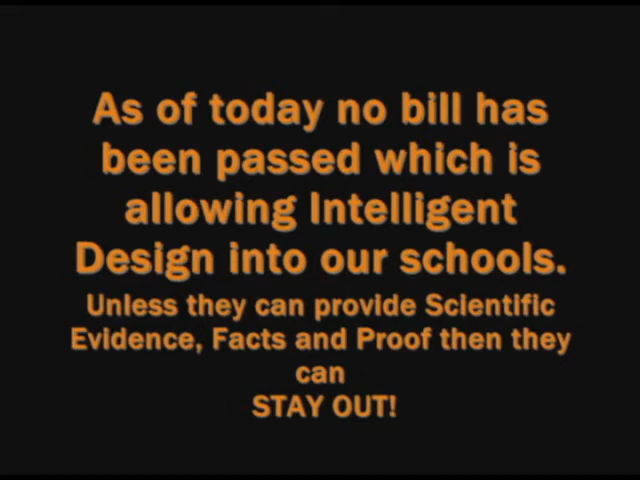 As of today no bill has
been passed which is
allowing Intelligent
Design into our schools.
Unless they can provide Scientific
Evidence, Facts and Proof then they
can
STAY OUT!